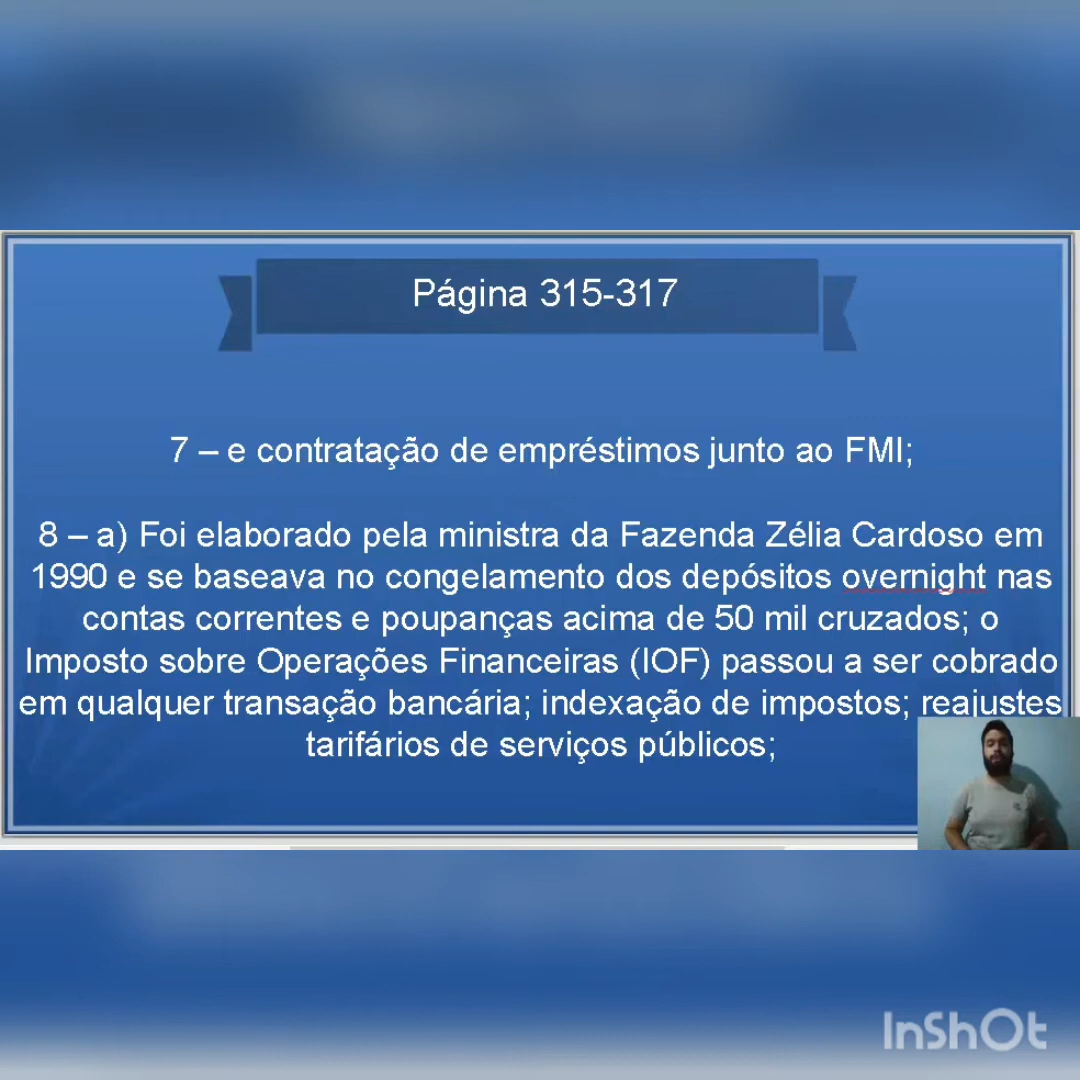 Página 315-317
7 – e contratação de empréstimos junto ao FMI;
8 – a) Foi elaborado pela ministra da Fazenda Zélia Cardoso em
1990 e se baseava no congelamento dos depósitos overnight nas
contas correntes e poupanças acima de 50 mil cruzados; o
Imposto sobre Operações Financeiras (IOF) passou a ser cobrado
em qualquer transação bancária; indexação de impostos; reajustes
tarifários de serviços públicos;
InShOt